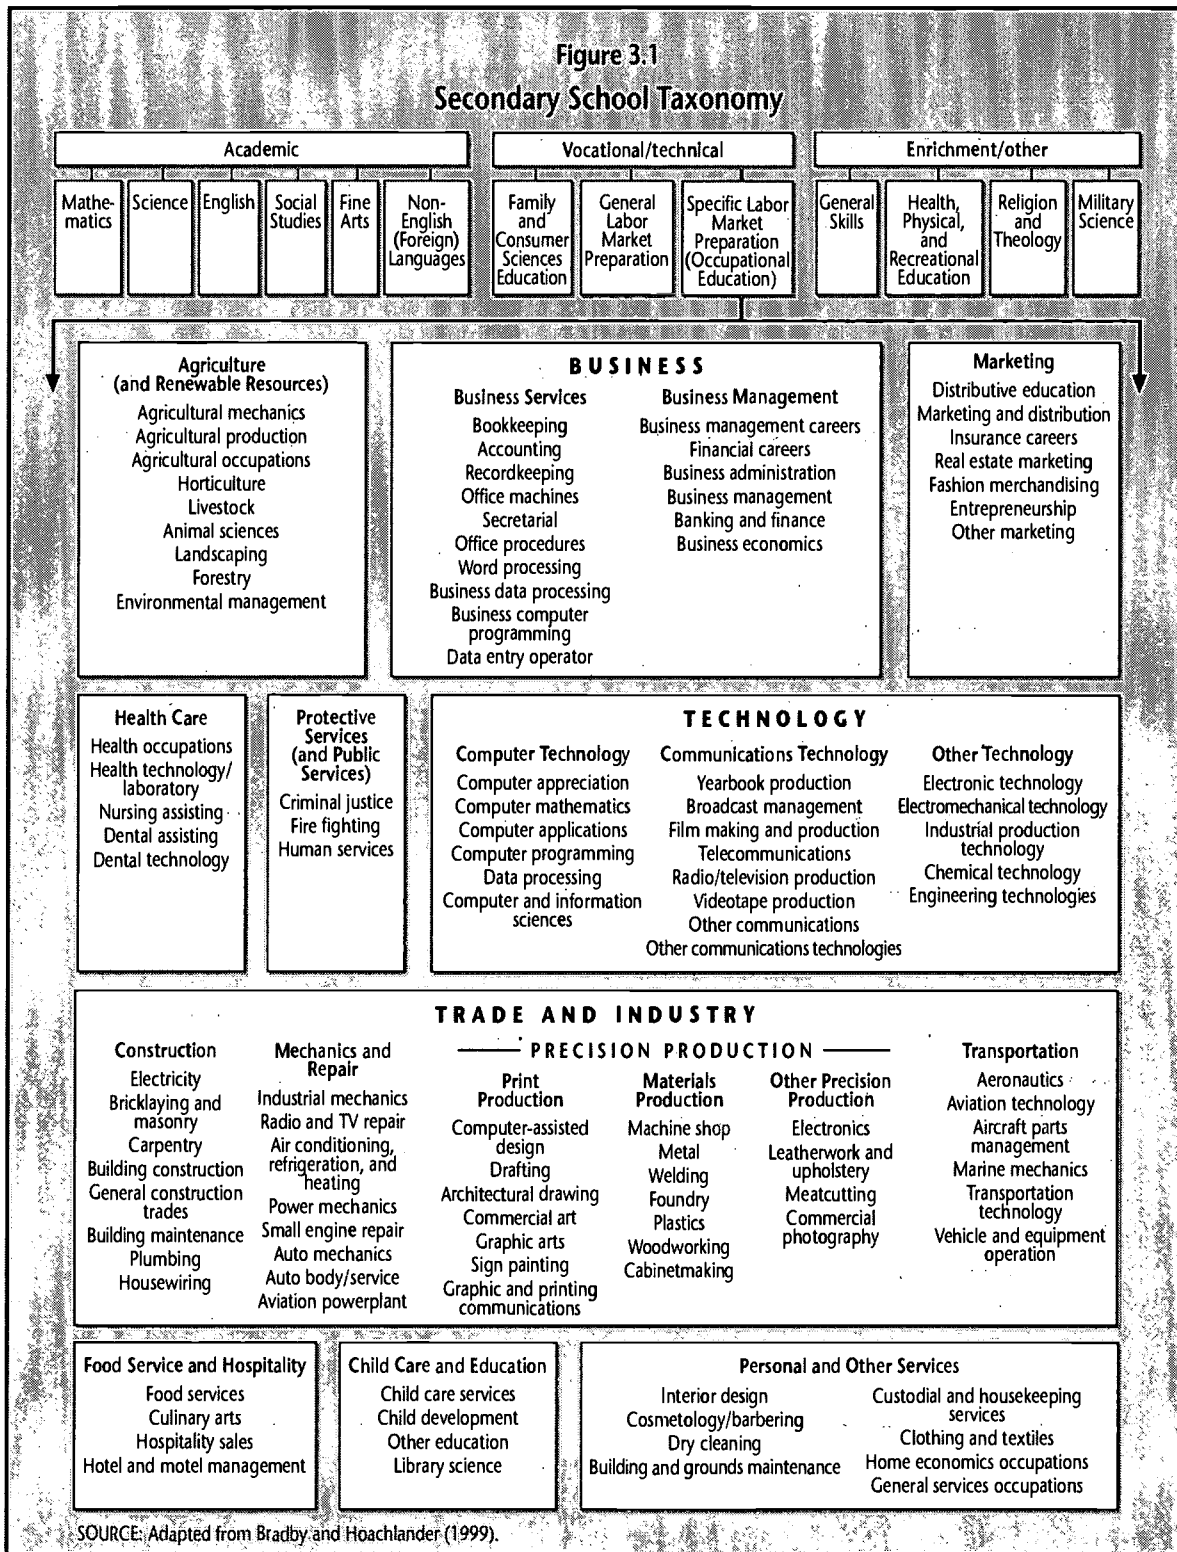 Figure 3.1
Secondary School Taxonomy
Academic
Mathe-
matics
Science
English
Social
Studies
Fine
Arts
Non-
English
(Foreign)
Languages
Vocational/technical
Family
and
Consumer
Sciences
Education
General
Labor
Market
Preparation
Specific Labor
Market
Preparation
(Occupational
Education)
Enrichment/other
General
Skills
Health,
Physical,
and
Recreational
Education
Religion
and
Theology
Military
Science
Agriculture
(and Renewable Resources)
Agricultural mechanics
Agricultural production
Agricultural occupations
Horticulture
Livestock
Animal sciences
Landscaping
Forestry
Environmental management
BUSINESS
Business Services
Bookkeeping
Accounting
Recordkeeping
Office machines
Secretarial
Office procedures
Word processing
Business data processing
Business computer
programming
Data entry operator
Business Management
Business management careers
Financial careers
Business administration
Business management
Banking and finance
Business economics
Marketing
Distributive education
Marketing and distribution
Insurance careers
Real estate marketing
Fashion merchandising
Entrepreneurship
Other marketing
Health Care
Health occupations
Health technology/
laboratory
Nursing assisting
Dental assisting
Dental technology
Protective
Services
(and Public
Services)
Criminal justice
Fire fighting
Human services
TECHNOLOGY
Computer Technology
Computer appreciation
Computer mathematics
Computer applications
Computer programming
Data processing
Computer and information
sciences
Communications Technology
Yearbook production
Broadcast management
Film making and production
Telecommunications
Radio/television production
Videotape production
Other communications
Other communications technologies
Other Technology
Electronic technology
Electromechanical technology
Industrial production
technology
Chemical technology
Engineering technologies
TRADE AND INDUSTRY
Construction
Electricity
Bricklaying and
masonry
Carpentry
Building construction
General construction
trades
Building maintenance
Plumbing
Housewiring
Mechanics and
Repair
Industrial mechanics
Radio and TV repair
Air conditioning,
refrigeration, and
heating
Power mechanics
Small engine repair
Auto mechanics
Auto body/service
Aviation powerplant
PRECISION PRODUCTION
Print
Production
Computer-assisted
design
Drafting
Architectural drawing
Commercial art
Graphic arts
Sign painting
Graphic and printing
communications
Materials
Production
Machine shop
Metal
Welding
Foundry
Plastics
Woodworking
Cabinetmaking
Other Precision
Production
Electronics
Leatherwork and
upholstery
Meatcutting
Commercial
photography
Transportation
Aeronautics
Aviation technology
Aircraft parts
management
Marine mechanics
Transportation
technology
Vehicle and equipment
operation
Food Service and Hospitality
Food services
Culinary arts
Hospitality sales
Hotel and motel management
Child Care and Education
Child care services
Child development
Other education
Library science
Personal and Other Services
Interior design
Cosmetology/barbering
Dry cleaning
Building and grounds maintenance
Custodial and housekeeping
services
Clothing and textiles
Home economics occupations
General services occupations
SOURCE: Adapted from Bradby and Hoachlander (1999).